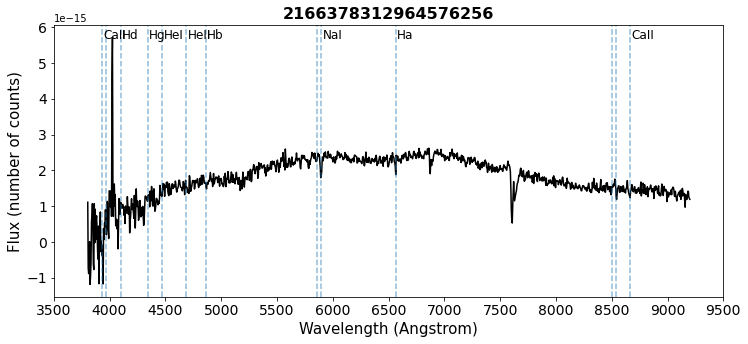 2166378312964576256
1e−15
CaII Hd Hg HeI HeII Hb NaI Ha CaII
6
5
4
3
2
1
0
−1
Flux (number of counts)
3500 4000 4500 5000 5500 6000 6500 7000 7500 8000 8500 9000 9500
Wavelength (Angstrom)